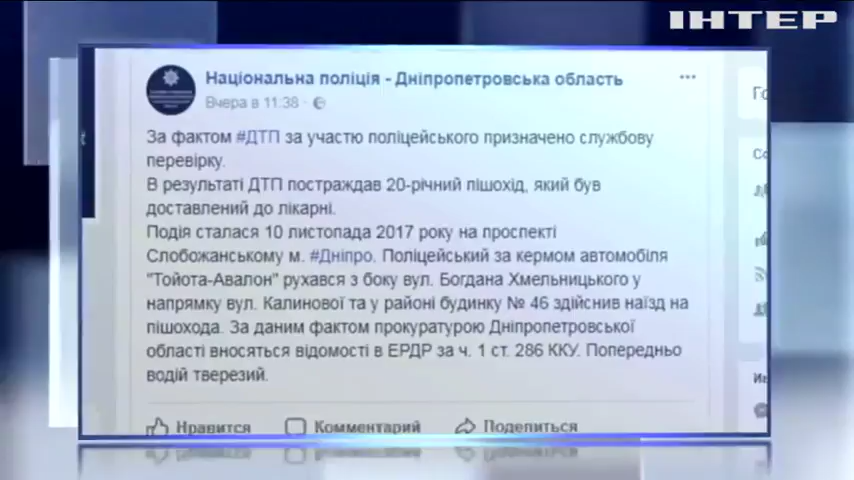 ІНТЕР
Національна поліція - Дніпропетровська область
Вчера в 11:38
За фактом #ДТП за участю поліцейського призначено службову
перевірку.
В результаті ДТП постраждав 20-річний пішохід, який був
доставлений до лікарні.
Подія сталася 10 листопада 2017 року на проспекті
Слобожанському м. #Дніпро. Поліцейський за кермом автомобіля
"Тойота-Авалон" рухався з боку вул. Богдана Хмельницького у
напрямку вул. Калинової та у районі будинку № 46 здійснив наїзд на
пішохода. За даним фактом прокуратурою Дніпропетровської
області вносяться відомості в ЕРДР за ч. 1 ст. 286 ККУ. Попередньо
водій тверезий.
Нравится Комментарий Поделиться